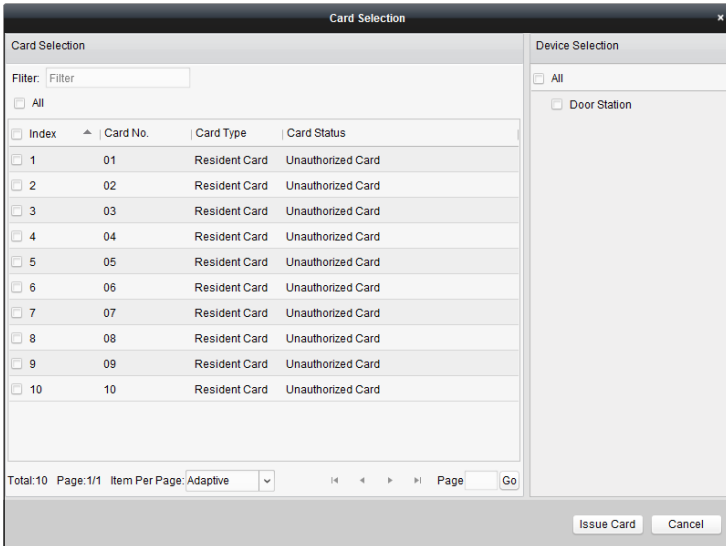 Card Selection
Card Selection
Device Selection
Fliter: Filter
All
All
Door Station
Index Card No. Card Type Card Status
1 01 Resident Card Unauthorized Card
2 02 Resident Card Unauthorized Card
3 03 Resident Card Unauthorized Card
4 04 Resident Card Unauthorized Card
5 05 Resident Card Unauthorized Card
6 06 Resident Card Unauthorized Card
7 07 Resident Card Unauthorized Card
8 08 Resident Card Unauthorized Card
9 09 Resident Card Unauthorized Card
10 10 Resident Card Unauthorized Card
Total:10 Page:1/1 Item Per Page: Adaptive Page Go
Issue Card Cancel